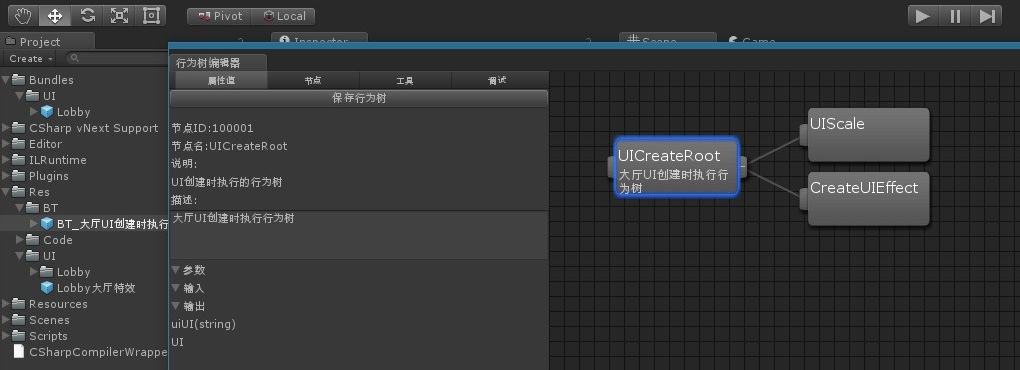 Pivot
Local
Project
Create
Inspector
Scene
Game
Bundles
UI
Lobby
CSharp vNext Support
Editor
ILRuntime
Plugins
Res
BT
BT_大厅UI创建时执行
Code
UI
Lobby
Lobby大厅特效
Resources
Scenes
Scripts
CSharpCompilerWrappe
行为树编辑器
属性值 节点 工具 调试
保存行为树
节点ID:100001
节点名:UICreateRoot
说明:
UI创建时执行的行为树
描述:
大厅UI创建时执行行为树
参数
输入
输出
uiUI(string)
UI
UICreateRoot
大厅UI创建时执行行
为树
UIScale
CreateUIEffect